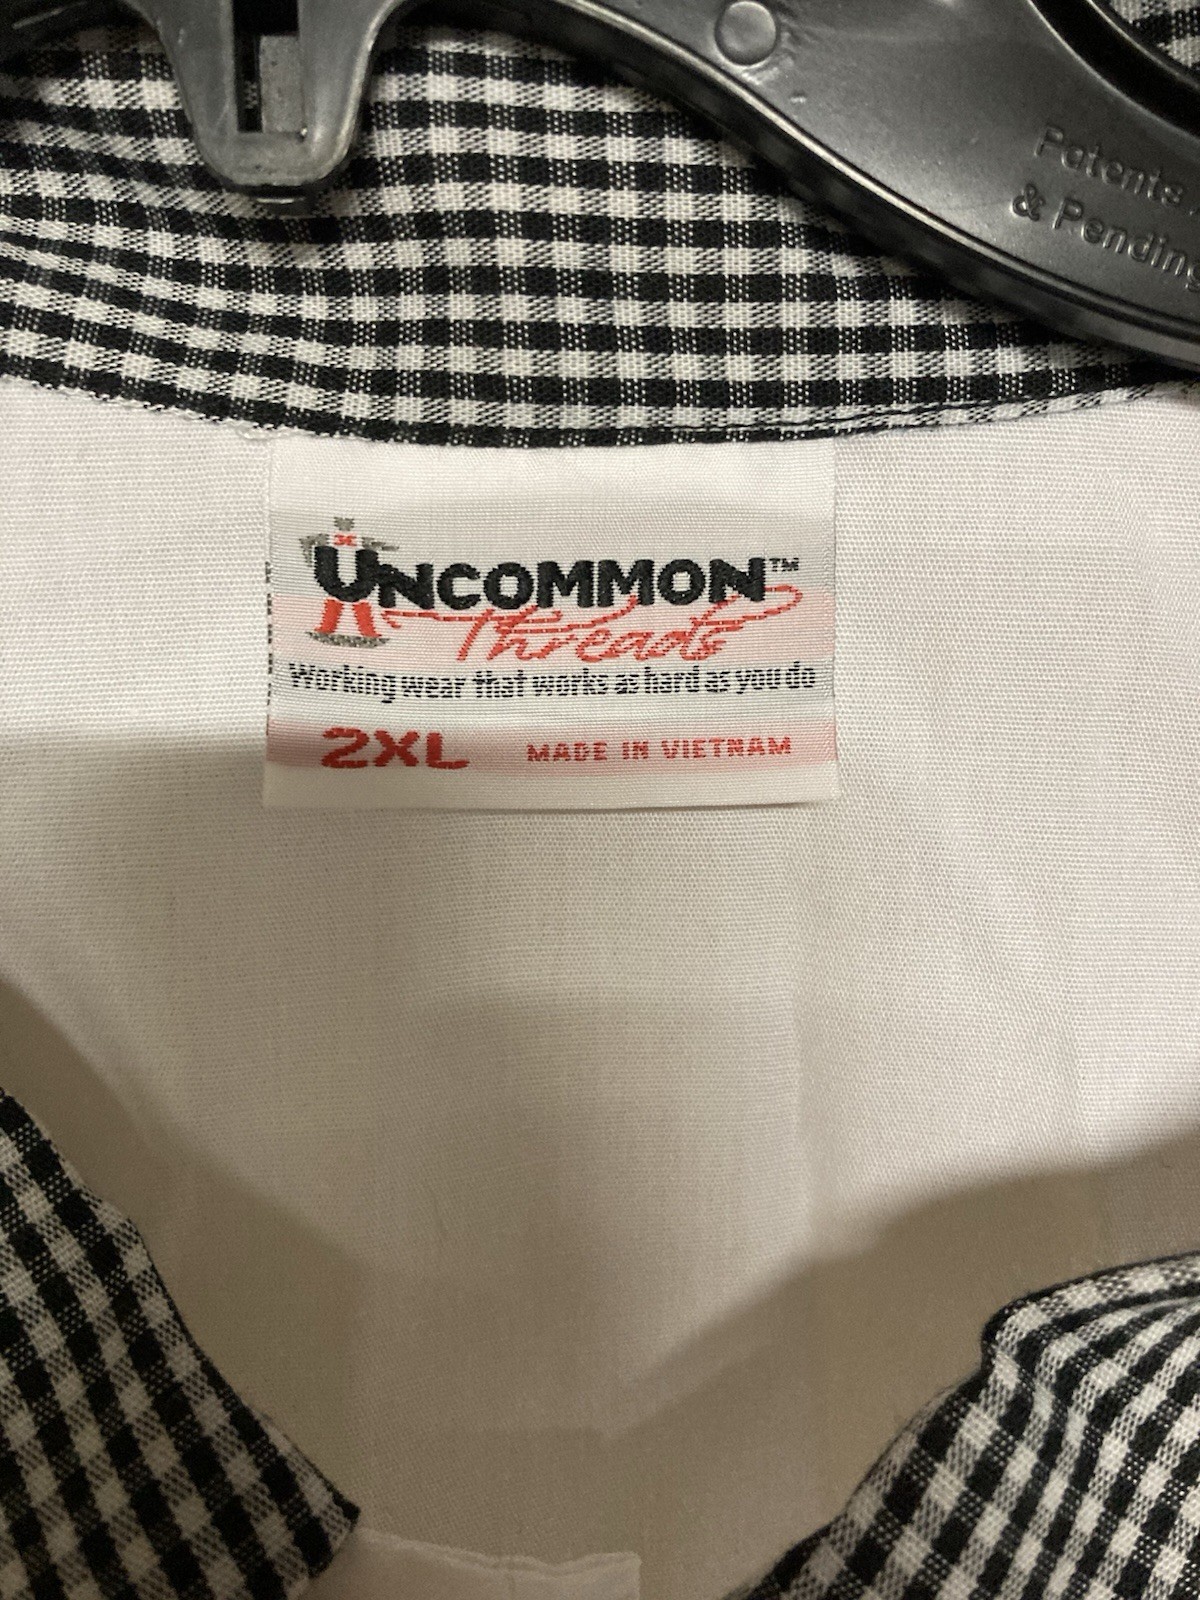 Patents
& Pending
UNCOMMON™
Threads
Working wear that works as hard as you do
2XL MADE IN VIETNAM